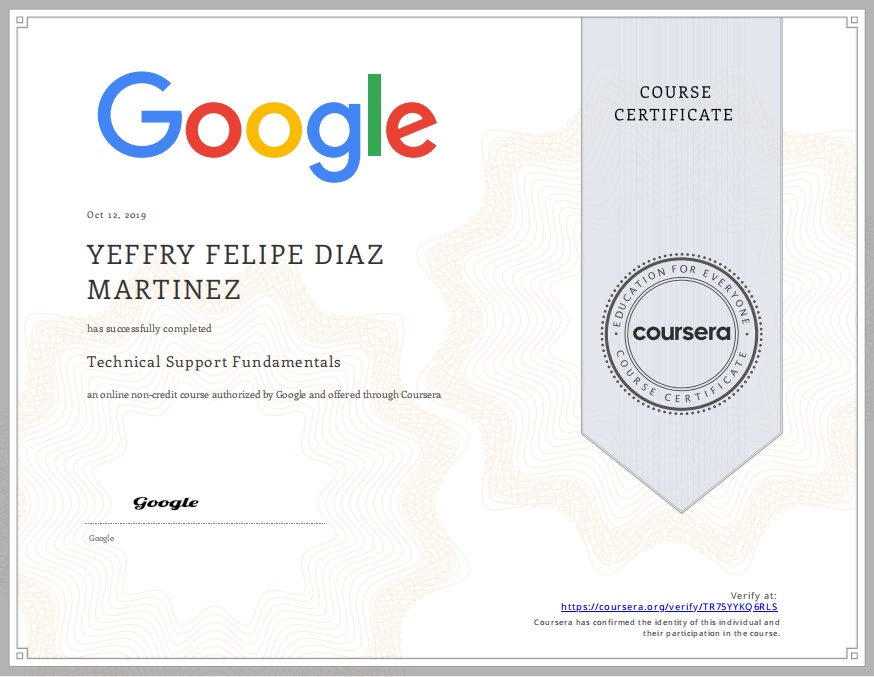 Google
COURSE
CERTIFICATE
Oct 12, 2019
YEFFRY FELIPE DIAZ
MARTINEZ
has successfully completed
Technical Support Fundamentals
an online non-credit course authorized by Google and offered through Coursera
EDUCATION FOR EVERYONE
coursera
COURSE CERTIFICATE
Google
Google
Verify at:
https://coursera.org/verify/TR75YYKQ6RLS
Coursera has confirmed the identity of this individual and
their participation in the course.